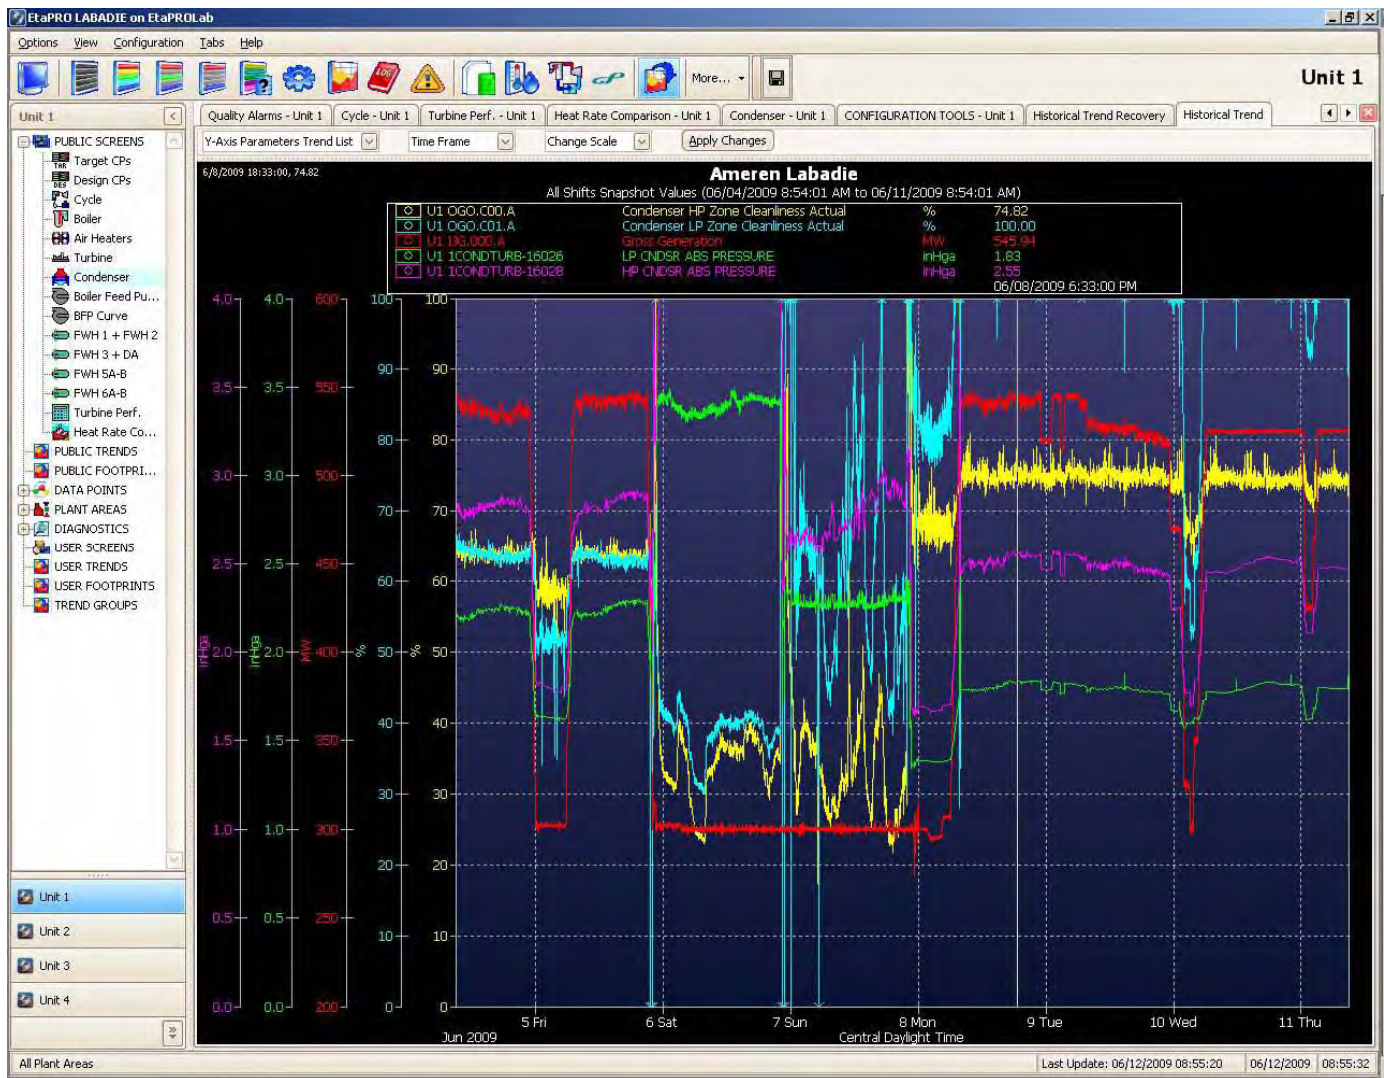 EtaPRO LABADIE on EtaPROLab
Options View Configuration Tabs Help
LOG
GP
More...
Unit 1
Unit 1
Quality Alarms - Unit 1 Cycle - Unit 1 Turbine Perf. - Unit 1 Heat Rate Comparison - Unit 1 Condenser - Unit 1 CONFIGURATION TOOLS - Unit 1 Historical Trend Recovery Historical Trend
Y-Axis Parameters Trend List Time Frame Change Scale Apply Changes
PUBLIC SCREENS
Target CPs
Design CPs
Cycle
Boiler
Air Heaters
Turbine
Condenser
Boiler Feed Pu...
BFP Curve
FWH 1 + FWH 2
FWH 3 + DA
FWH 5A-B
FWH 6A-B
Turbine Perf.
Heat Rate Co...
PUBLIC TRENDS
PUBLIC FOOTPRI...
DATA POINTS
PLANT AREAS
DIAGNOSTICS
USER SCREENS
USER TRENDS
USER FOOTPRINTS
TREND GROUPS
Unit 1
Unit 2
Unit 3
Unit 4
6/8/2009 18:33:00, 74.82
Ameren Labadie
All Shifts Snapshot Values (06/04/2009 8:54:01 AM to 06/11/2009 8:54:01 AM)
U1 OGO.C00.A Condenser HP Zone Cleanliness Actual % 74.82
U1 OGO.C01.A Condenser LP Zone Cleanliness Actual % 100.00
U1 DG.000.A Gross Generation MW 545.94
U1 1CONDTURB-16026 LP CNDSR ABS PRESSURE inHga 1.83
U1 1CONDTURB-16028 HP CNDSR ABS PRESSURE inHga 2.55
06/08/2009 6:33:00 PM
4.0 4.0 600 100 100
90 90
3.5 3.5 550
80 80
3.0 3.0 500
70 70
2.5 2.5 450
60 60
inHga 2.0 inHga 2.0 MW 400 % 50 % 50
40 40
1.5 1.5 350
30 30
1.0 1.0 300
20 20
0.5 0.5 250
10 10
0.0 0.0 200 0 0
5 Fri 6 Sat 7 Sun 8 Mon 9 Tue 10 Wed 11 Thu
Jun 2009 Central Daylight Time
All Plant Areas Last Update: 06/12/2009 08:55:20 06/12/2009 08:55:32